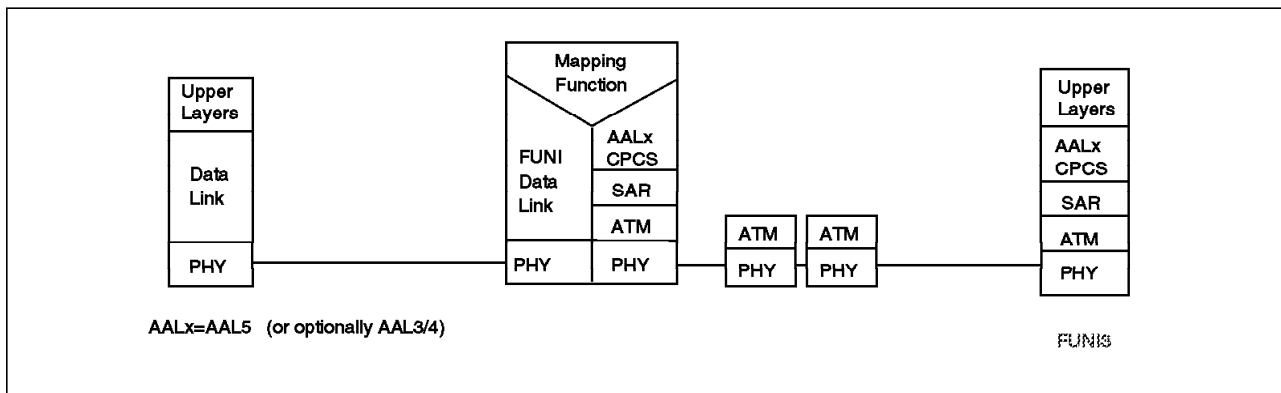 Upper
Layers
Data
Link
PHY
Mapping
Function
FUNI
Data
Link
PHY
AALx
CPCS
SAR
ATM
PHY
ATM
PHY
ATM
PHY
Upper
Layers
AALx
CPCS
SAR
ATM
PHY
AALx=AAL5 (or optionally AAL3/4)